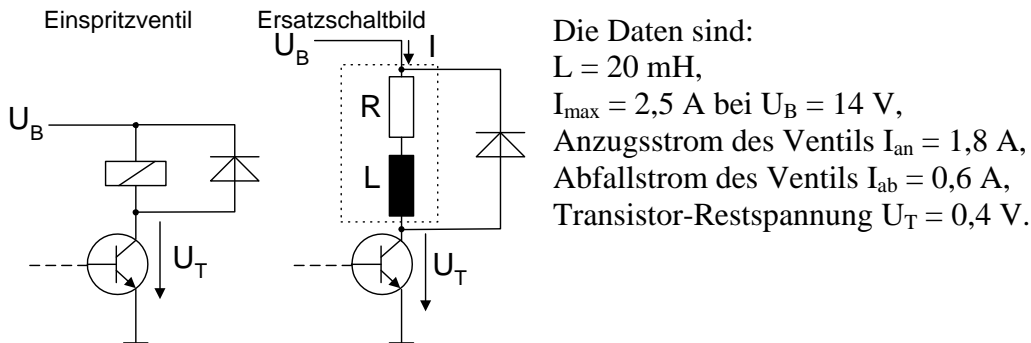 Einspritzventil
U_B
U_T
Ersatzschaltbild
U_B
I
R
L
U_T
Die Daten sind:
L = 20 mH,
I_max = 2,5 A bei U_B = 14 V,
Anzugsstrom des Ventils I_an = 1,8 A,
Abfallstrom des Ventils I_ab = 0,6 A,
Transistor-Restspannung U_T = 0,4 V.